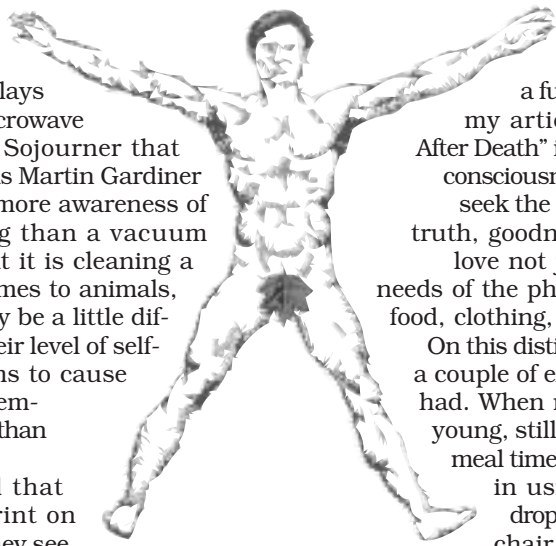 lays
crowave
Sojourner that
s Martin Gardiner
more awareness of
g than a vacuum
t it is cleaning a
mes to animals,
y be a little dif-
eir level of self-
ns to cause
em-
than
that
rint on
hey see
a fu
my artic
After Death” i
consciousn
seek the
truth, goodn
love not
needs of the ph
food, clothing,
On this disti
a couple of e
had. When
young, still
meal time
in us
drop
chair